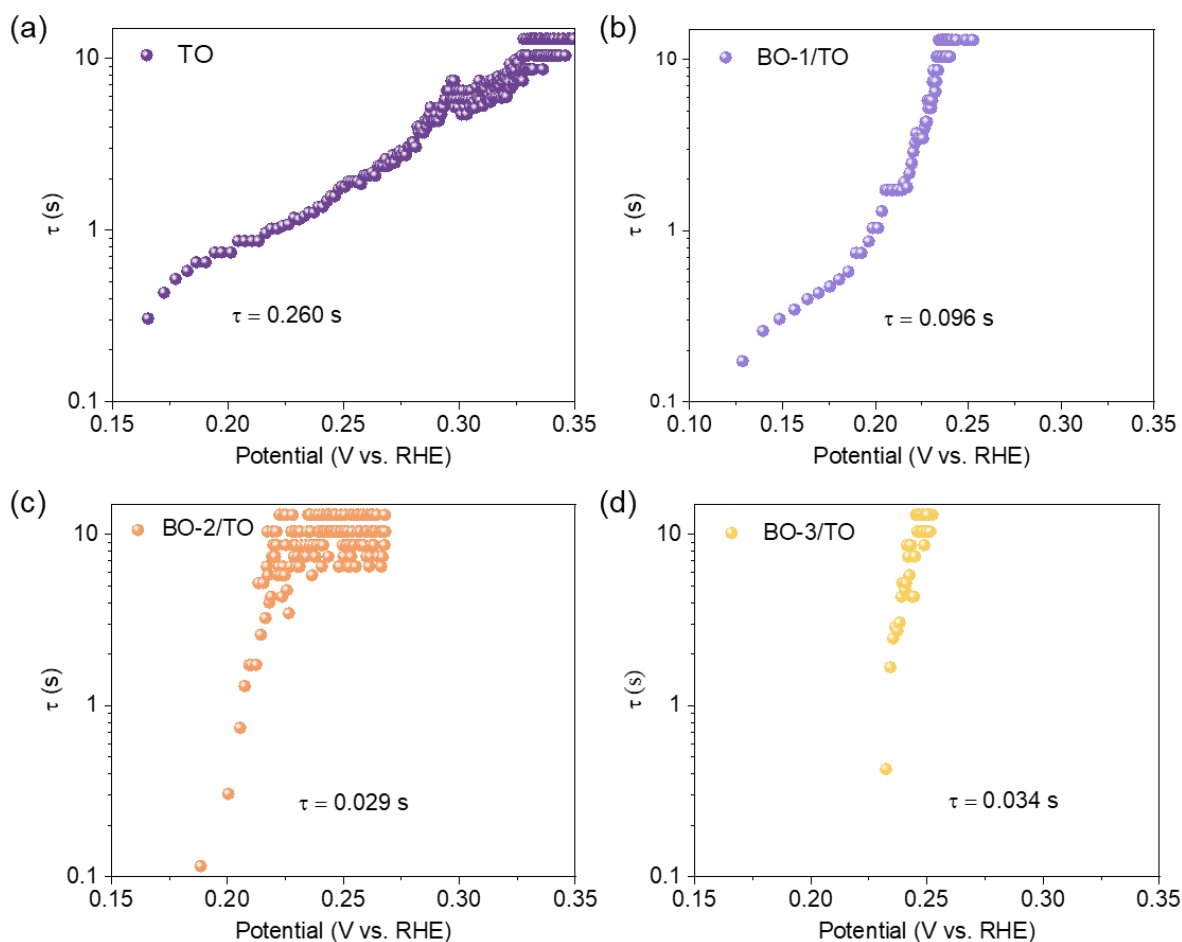 (a)
TO
τ (s)
10
1
0.1
τ = 0.260 s
0.15 0.20 0.25 0.30 0.35
Potential (V vs. RHE)
(b)
BO-1/TO
τ (s)
10
1
0.1
τ = 0.096 s
0.10 0.15 0.20 0.25 0.30 0.35
Potential (V vs. RHE)
(c)
BO-2/TO
τ (s)
10
1
0.1
τ = 0.029 s
0.15 0.20 0.25 0.30 0.35
Potential (V vs. RHE)
(d)
BO-3/TO
τ (s)
10
1
0.1
τ = 0.034 s
0.15 0.20 0.25 0.30 0.35
Potential (V vs. RHE)